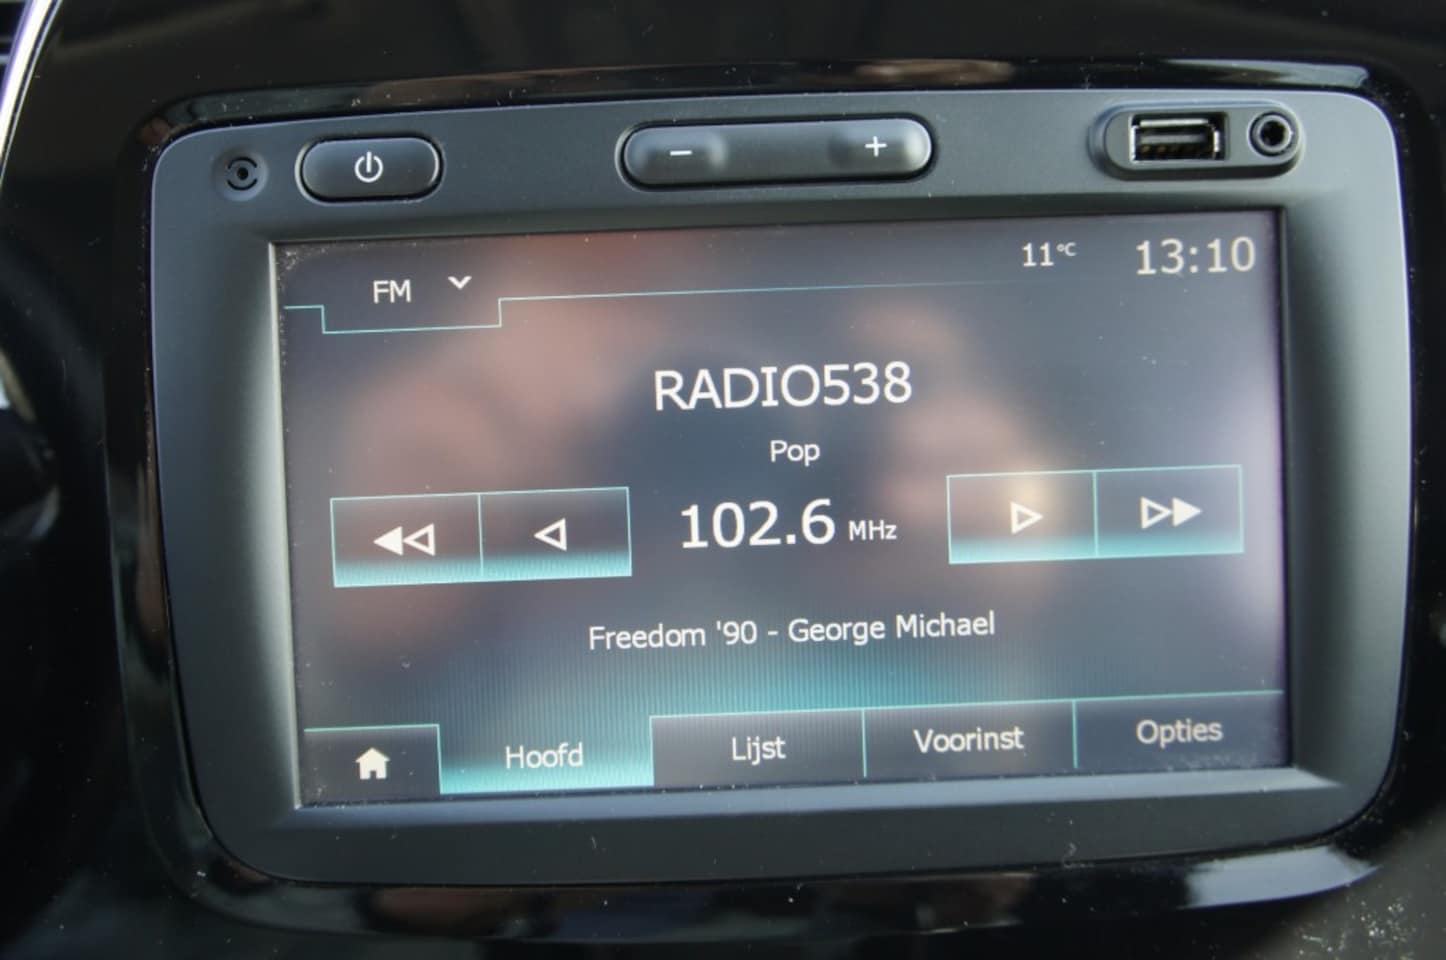 FM
11°C 13:10
RADIO538
Pop
102.6 MHz
Freedom '90 - George Michael
Hoofd Lijst Voorinst Opties